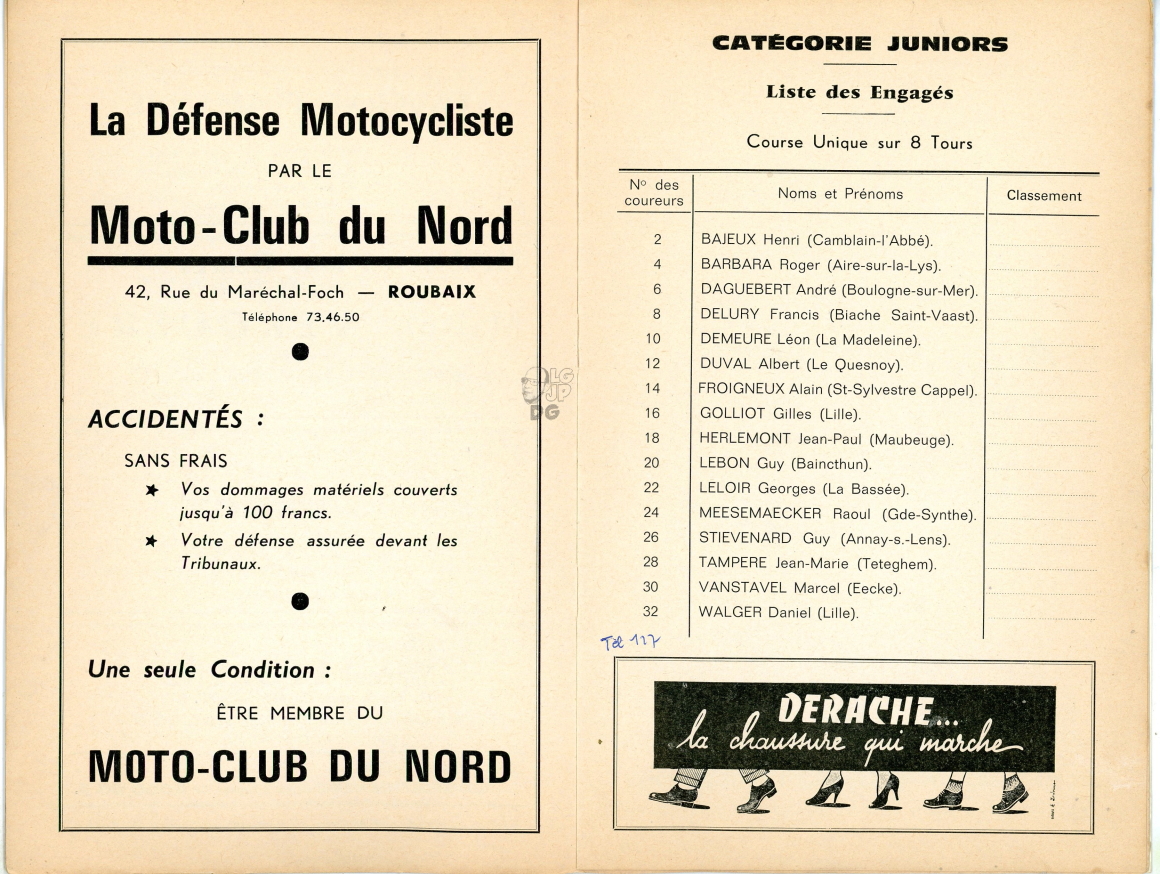 La Défense Motocycliste
PAR LE
Moto-Club du Nord
42, Rue du Maréchal-Foch — ROUBAIX
Téléphone 73.46.50
ACCIDENTÉS :
SANS FRAIS
★ Vos dommages matériels couverts
jusqu'à 100 francs.
★ Votre défense assurée devant les
Tribunaux.
Une seule Condition :
ÊTRE MEMBRE DU
MOTO-CLUB DU NORD
LG
JP
DG
CATÉGORIE JUNIORS
Liste des Engagés
Course Unique sur 8 Tours
Nº des
coureurs
Noms et Prénoms
Classement
2 BAJEUX Henri (Camblain-l'Abbé).
4 BARBARA Roger (Aire-sur-la-Lys).
6 DAGUEBERT André (Boulogne-sur-Mer).
8 DELURY Francis (Biache Saint-Vaast).
10 DEMEURE Léon (La Madeleine).
12 DUVAL Albert (Le Quesnoy).
14 FROIGNEUX Alain (St-Sylvestre Cappel).
16 GOLLIOT Gilles (Lille).
18 HERLEMONT Jean-Paul (Maubeuge).
20 LEBON Guy (Baincthun).
22 LELOIR Georges (La Bassée).
24 MEESEMAECKER Raoul (Gde-Synthe).
26 STIEVENARD Guy (Annay-s.-Lens).
28 TAMPERE Jean-Marie (Teteghem).
30 VANSTAVEL Marcel (Eecke).
32 WALGER Daniel (Lille).
117
DERACHE...
la chaussure qui marche